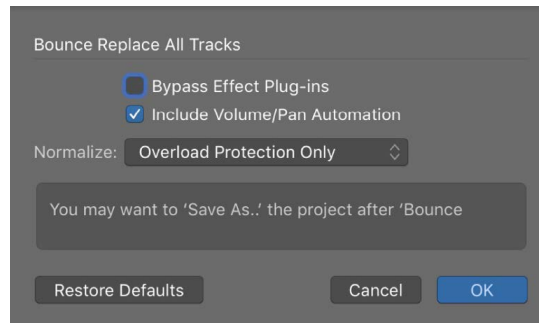 Bounce Replace All Tracks
Bypass Effect Plug-ins
Include Volume/Pan Automation
Normalize: Overload Protection Only
You may want to 'Save As..' the project after 'Bounce
Restore Defaults Cancel OK